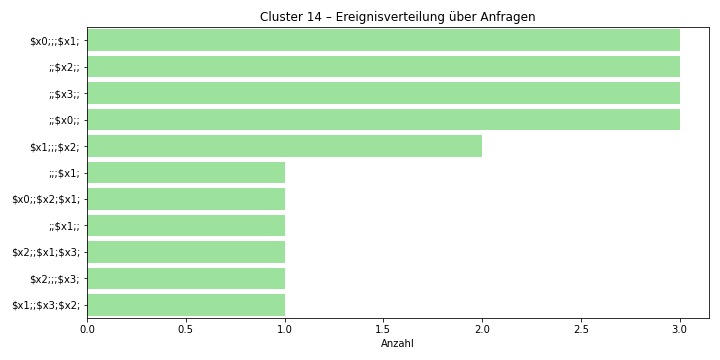 Cluster 14 – Ereignisverteilung über Anfragen
$x0;;;$x1;
;;$x2;;
;;$x3;;
;;$x0;;
$x1;;;$x2;
;;;$x1;
$x0;;$x2;$x1;
;;$x1;;
$x2;;$x1;$x3;
$x2;;;$x3;
$x1;;$x3;$x2;
0.0 0.5 1.0 1.5 2.0 2.5 3.0
Anzahl